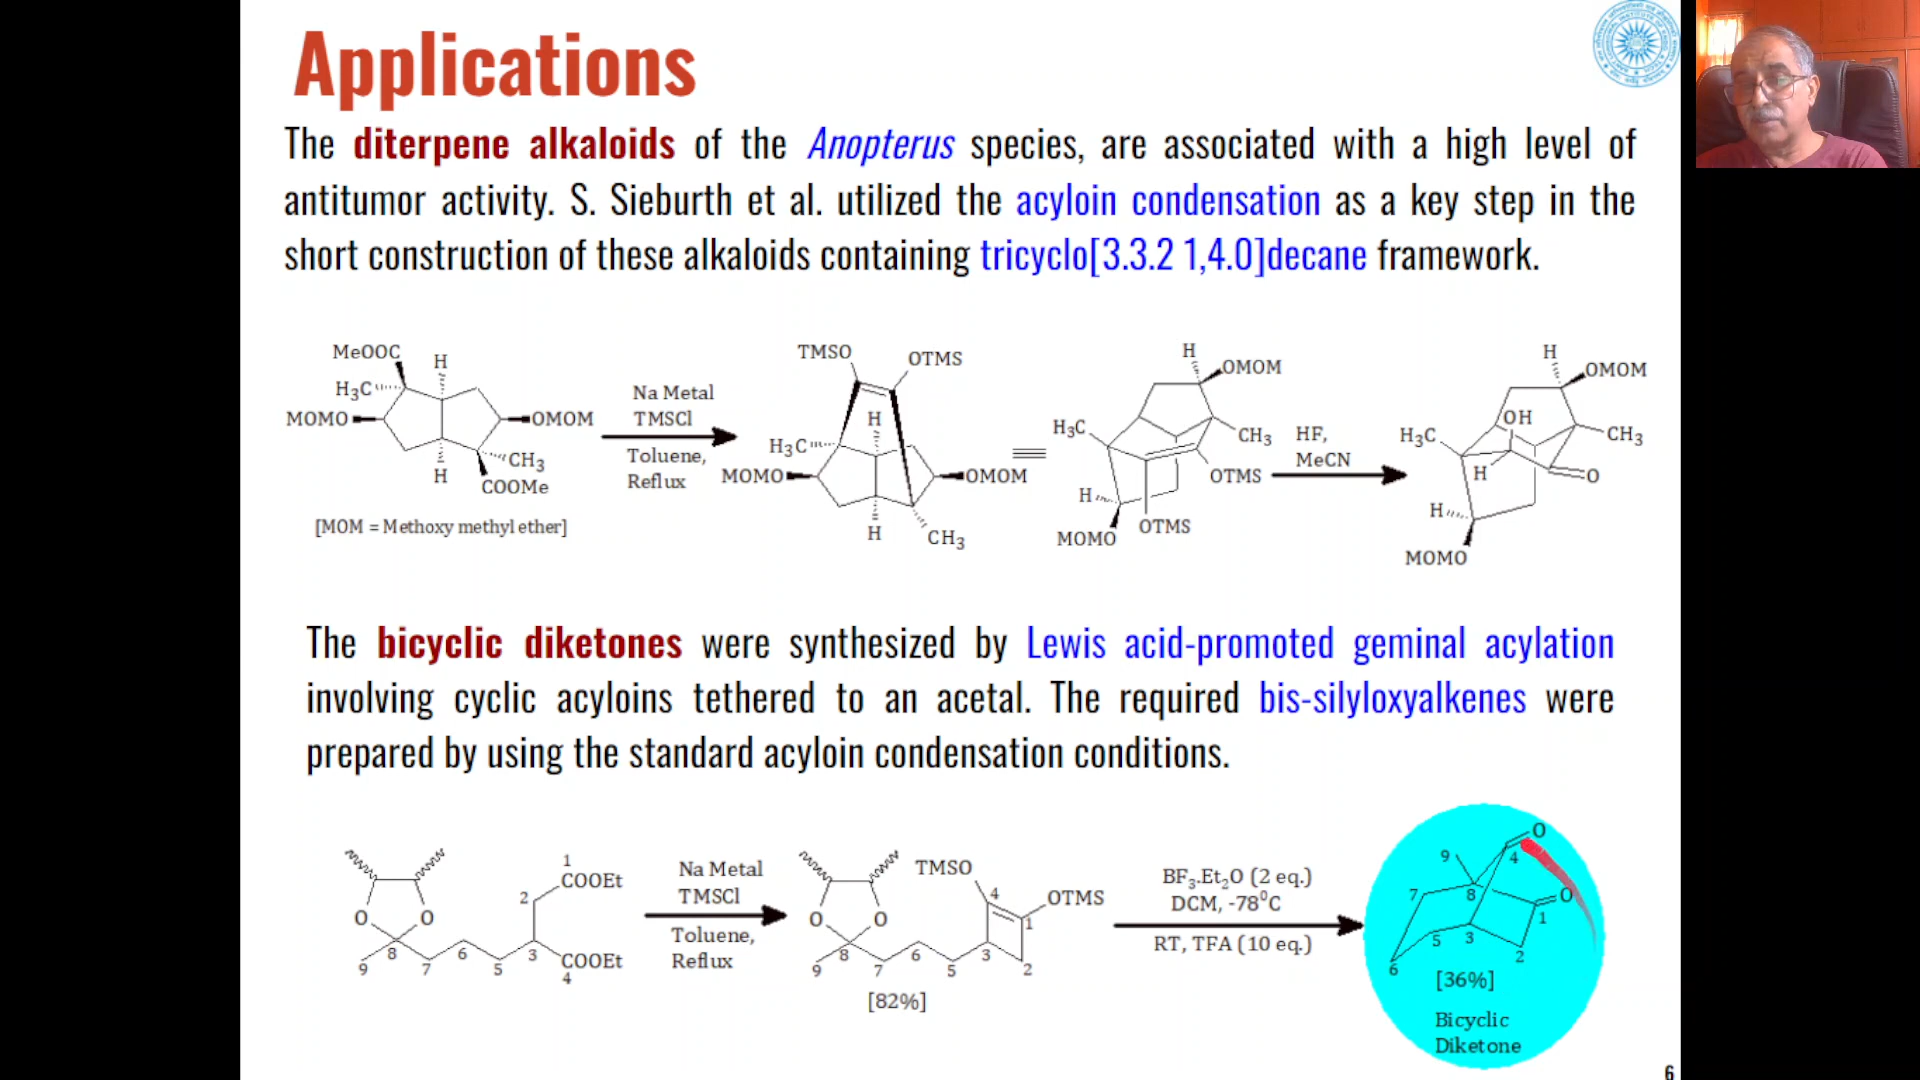 Applications
The diterpene alkaloids of the Anopterus species, are associated with a high level of
antitumor activity. S. Sieburth et al. utilized the acyloin condensation as a key step in the
short construction of these alkaloids containing tricyclo[3.3.2 1,4.0]decane framework.
MeOOC H
H₃C
MOMO OMOM
CH₃
H COOMe
[MOM = Methoxy methyl ether]
Na Metal
TMSCl
Toluene,
Reflux
TMSO OTMS
H
H₃C
MOMO OMOM
H CH₃
H
OMOM
H₃C
CH₃
OTMS
H
OTMS
MOMO
HF,
MeCN
H
OMOM
OH
H₃C CH₃
H O
H
MOMO
The bicyclic diketones were synthesized by Lewis acid-promoted geminal acylation
involving cyclic acyloins tethered to an acetal. The required bis-silyloxyalkenes were
prepared by using the standard acyloin condensation conditions.
1
COOEt
2
O O
8 6 3 COOEt
9 7 5 4
Na Metal
TMSCl
Toluene,
Reflux
TMSO
4 OTMS
O O 1
8 6 3
9 7 5 2
[82%]
BF₃.Et₂O (2 eq.)
DCM, -78⁰C
RT, TFA (10 eq.)
O
9 4
7 8 O
1
5 3
2
6
[36%]
Bicyclic
Diketone
6